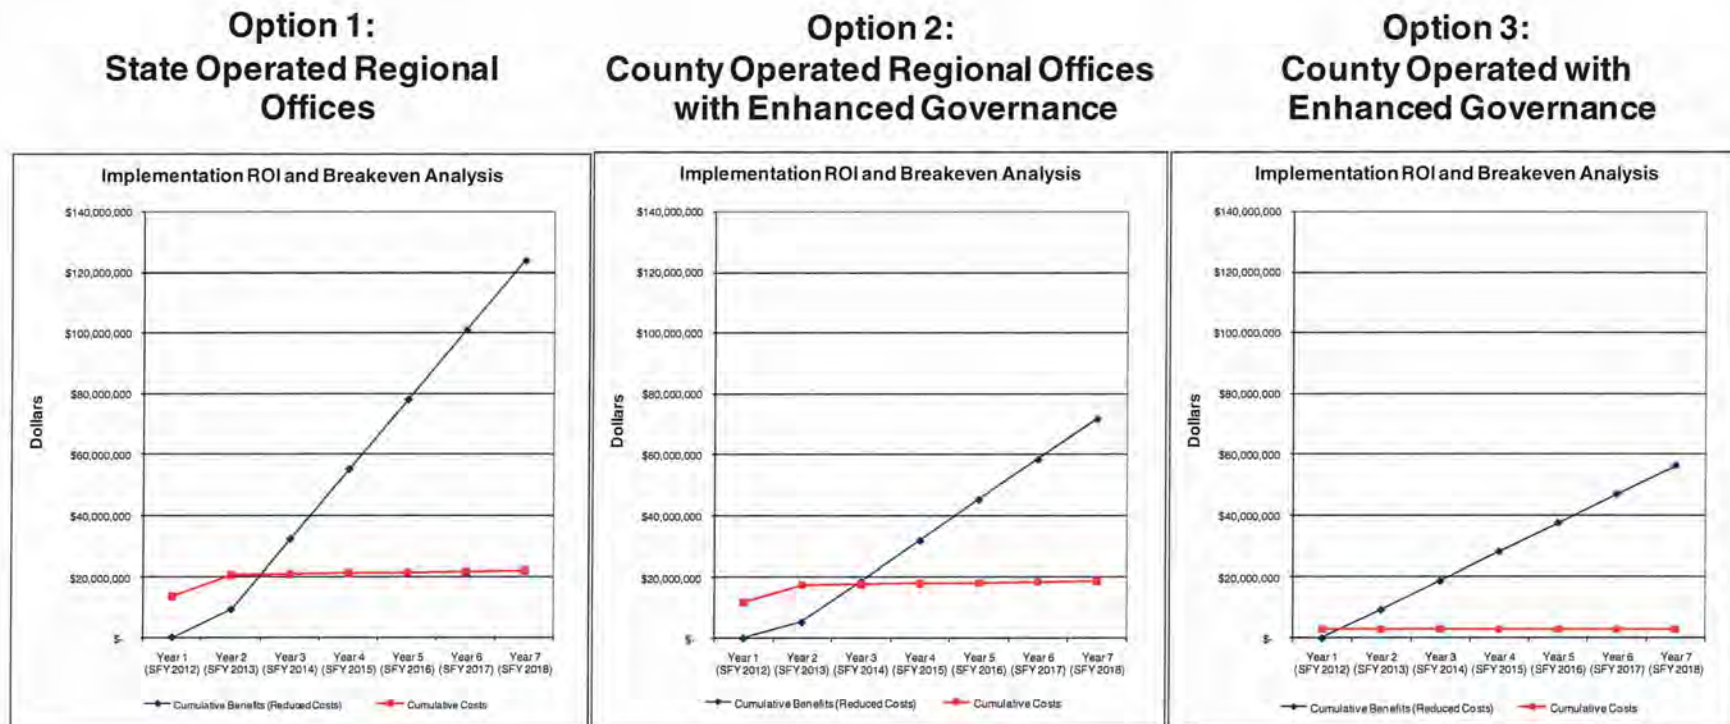 Option 1:
State Operated Regional
Offices
Option 2:
County Operated Regional Offices
with Enhanced Governance
Option 3:
County Operated with
Enhanced Governance
Implementation ROI and Breakeven Analysis
$140,000,000
$120,000,000
$100,000,000
$80,000,000
$60,000,000
$40,000,000
$20,000,000
$-
Dollars
Year 1 Year 2 Year 3 Year 4 Year 5 Year 6 Year 7
(SFY 2012) (SFY 2013) (SFY 2014) (SFY 2015) (SFY 2016) (SFY 2017) (SFY 2018)
Cumulative Benefits (Reduced Costs) Cumulative Costs
Implementation ROI and Breakeven Analysis
$140,000,000
$120,000,000
$100,000,000
$80,000,000
$60,000,000
$40,000,000
$20,000,000
$-
Dollars
Year 1 Year 2 Year 3 Year 4 Year 5 Year 6 Year 7
(SFY 2012) (SFY 2013) (SFY 2014) (SFY 2015) (SFY 2016) (SFY 2017) (SFY 2018)
Cumulative Benefits (Reduced Costs) Cumulative Costs
Implementation ROI and Breakeven Analysis
$140,000,000
$120,000,000
$100,000,000
$80,000,000
$60,000,000
$40,000,000
$20,000,000
$-
Dollars
Year 1 Year 2 Year 3 Year 4 Year 5 Year 6 Year 7
(SFY 2012) (SFY 2013) (SFY 2014) (SFY 2015) (SFY 2016) (SFY 2017) (SFY 2018)
Cumulative Benefits (Reduced Costs) Cumulative Costs